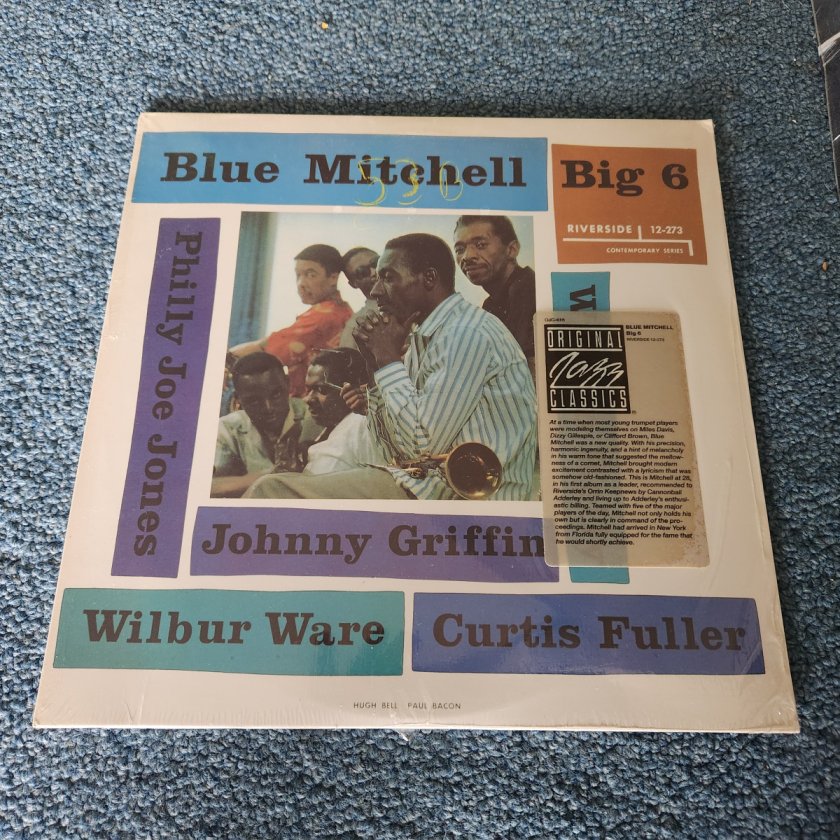 Blue Mitchell
530
Big 6
RIVERSIDE 12-273
CONTEMPORARY SERIES
Philly Joe Jones
W
OJC-615
BLUE MITCHELL
Big 6
RIVERSIDE 12-273
ORIGINAL
Jazz
CLASSICS
At a time when most young trumpet players
were modeling themselves on Miles Davis,
Dizzy Gillespie, or Clifford Brown, Blue
Mitchell was a new quality. With his precision,
harmonic ingenuity, and a hint of melancholy
in his warm tone that suggested the mellow-
ness of a cornet, Mitchell brought modern
excitement contrasted with a lyricism that was
somehow old-fashioned. This is Mitchell at 28,
in his first album as a leader, recommended to
Riverside's Orrin Keepnews by Cannonball
Adderley and living up to Adderley's enthusi-
astic billing. Teamed with five of the major
players of the day, Mitchell not only holds his
own but is clearly in command of the pro-
ceedings. Mitchell had arrived in New York
from Florida fully equipped for the fame that
he would shortly achieve.
Johnny Griffin
Wilbur Ware
Curtis Fuller
HUGH BELL PAUL BACON